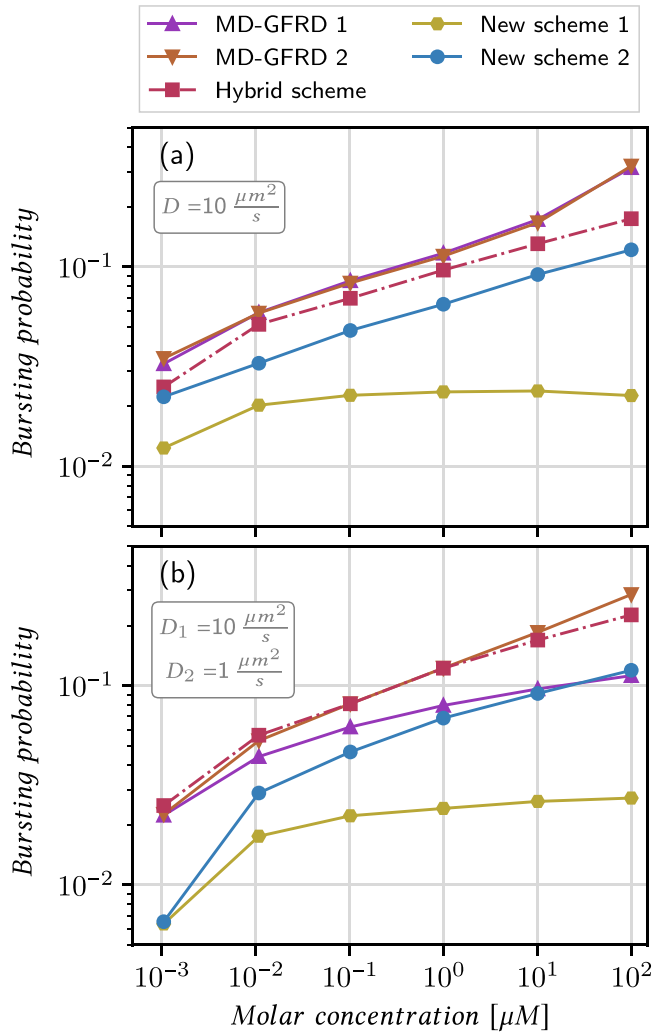 MD-GFRD 1
New scheme 1
MD-GFRD 2
New scheme 2
Hybrid scheme
(a)
D =10 μm²/s
Bursting probability
10⁻¹
10⁻²
(b)
D₁ =10 μm²/s
D₂ =1 μm²/s
Bursting probability
10⁻¹
10⁻²
10⁻³ 10⁻² 10⁻¹ 10⁰ 10¹ 10²
Molar concentration [μM]